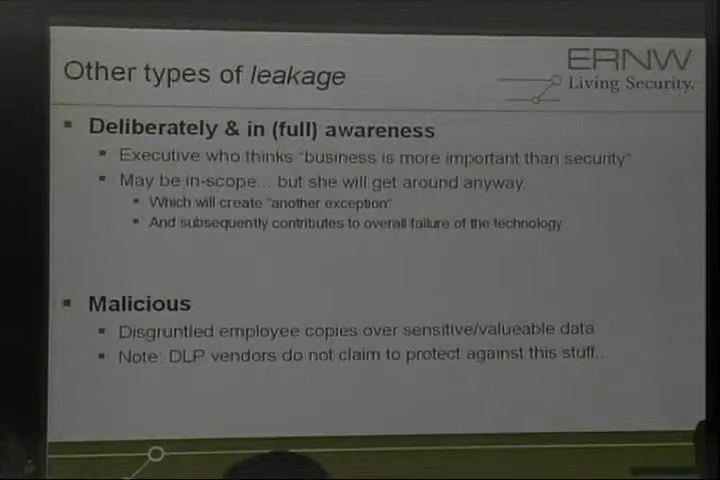 Other types of leakage
ERNW
Living Security.
Deliberately & in (full) awareness
Executive who thinks "business is more important than security"
May be in-scope... but she will get around anyway.
Which will create "another exception"
And subsequently contributes to overall failure of the technology
Malicious
Disgruntled employee copies over sensitive/valueable data
Note: DLP vendors do not claim to protect against this stuff...